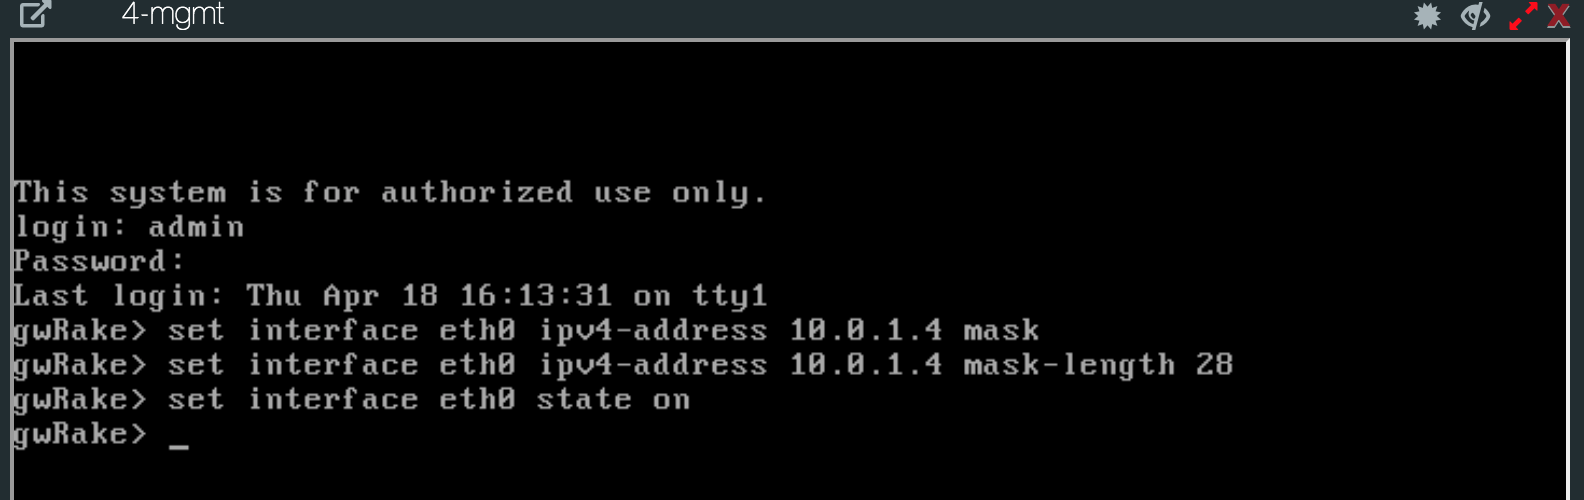 4-mgmt
This system is for authorized use only.
login: admin
Password:
Last login: Thu Apr 18 16:13:31 on tty1
gwRake> set interface eth0 ipv4-address 10.0.1.4 mask
gwRake> set interface eth0 ipv4-address 10.0.1.4 mask-length 28
gwRake> set interface eth0 state on
gwRake> _